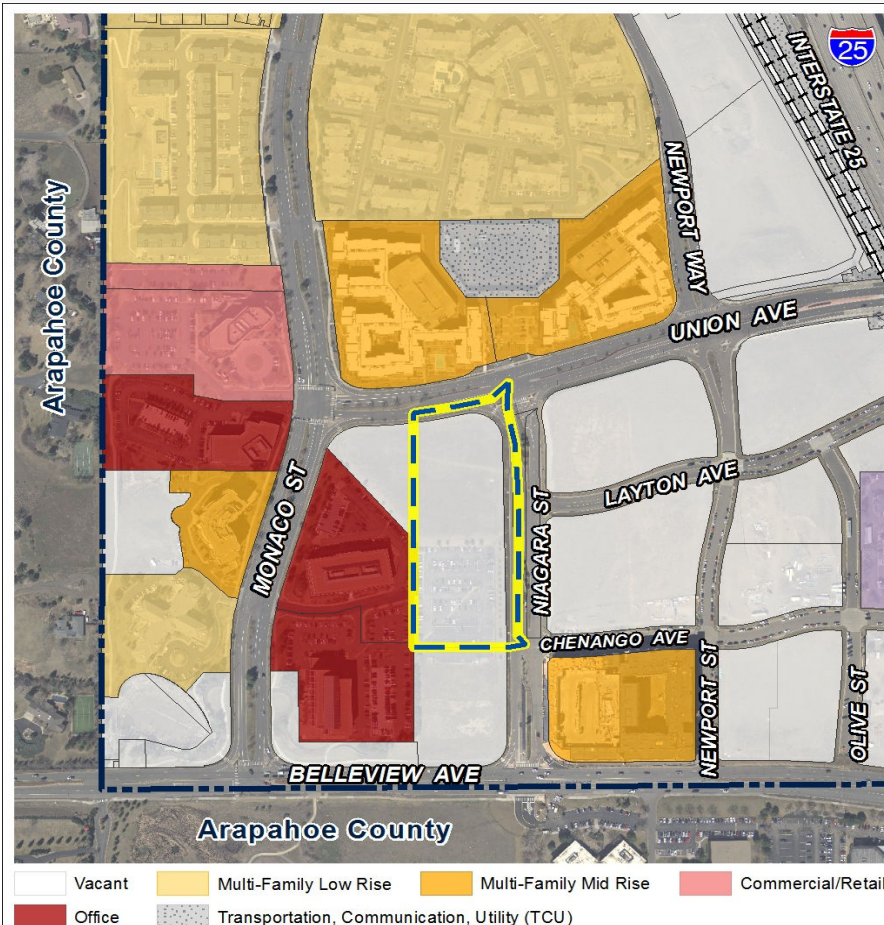 25
INTERSTATE 25
NEWPORT WAY
Arapahoe County
UNION AVE
MONACO ST
LAYTON AVE
NIAGARA ST
CHENANGO AVE
NEWPORT ST
OLIVE ST
BELLEVIEW AVE
Arapahoe County
Vacant Multi-Family Low Rise Multi-Family Mid Rise Commercial/Retail
Office Transportation, Communication, Utility (TCU)